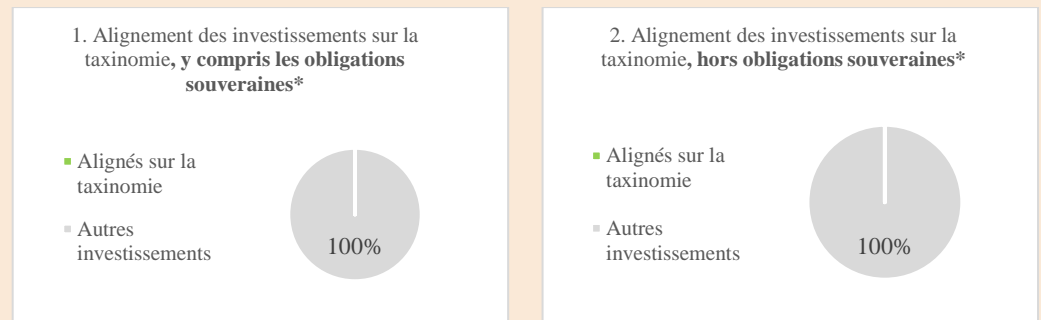 1. Alignement des investissements sur la
taxinomie, y compris les obligations
souveraines*
Alignés sur la
taxinomie
Autres
investissements
100%
2. Alignement des investissements sur la
taxinomie, hors obligations souveraines*
Alignés sur la
taxinomie
Autres
investissements
100%